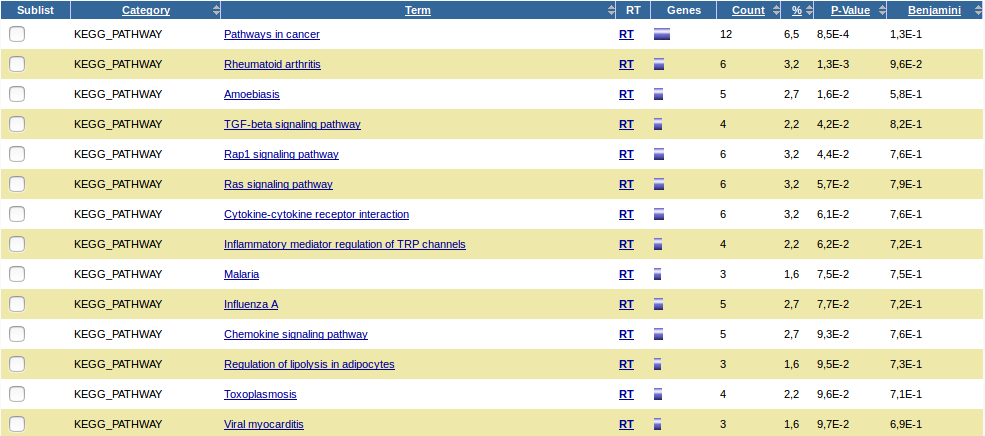 Sublist Category Term RT Genes Count % P-Value Benjamini
KEGG_PATHWAY Pathways in cancer RT 12 6,5 8,5E-4 1,3E-1
KEGG_PATHWAY Rheumatoid arthritis RT 6 3,2 1,3E-3 9,6E-2
KEGG_PATHWAY Amoebiasis RT 5 2,7 1,6E-2 5,8E-1
KEGG_PATHWAY TGF-beta signaling pathway RT 4 2,2 4,2E-2 8,2E-1
KEGG_PATHWAY Rap1 signaling pathway RT 6 3,2 4,4E-2 7,6E-1
KEGG_PATHWAY Ras signaling pathway RT 6 3,2 5,7E-2 7,9E-1
KEGG_PATHWAY Cytokine-cytokine receptor interaction RT 6 3,2 6,1E-2 7,6E-1
KEGG_PATHWAY Inflammatory mediator regulation of TRP channels RT 4 2,2 6,2E-2 7,2E-1
KEGG_PATHWAY Malaria RT 3 1,6 7,5E-2 7,5E-1
KEGG_PATHWAY Influenza A RT 5 2,7 7,7E-2 7,2E-1
KEGG_PATHWAY Chemokine signaling pathway RT 5 2,7 9,3E-2 7,6E-1
KEGG_PATHWAY Regulation of lipolysis in adipocytes RT 3 1,6 9,5E-2 7,3E-1
KEGG_PATHWAY Toxoplasmosis RT 4 2,2 9,6E-2 7,1E-1
KEGG_PATHWAY Viral myocarditis RT 3 1,6 9,7E-2 6,9E-1